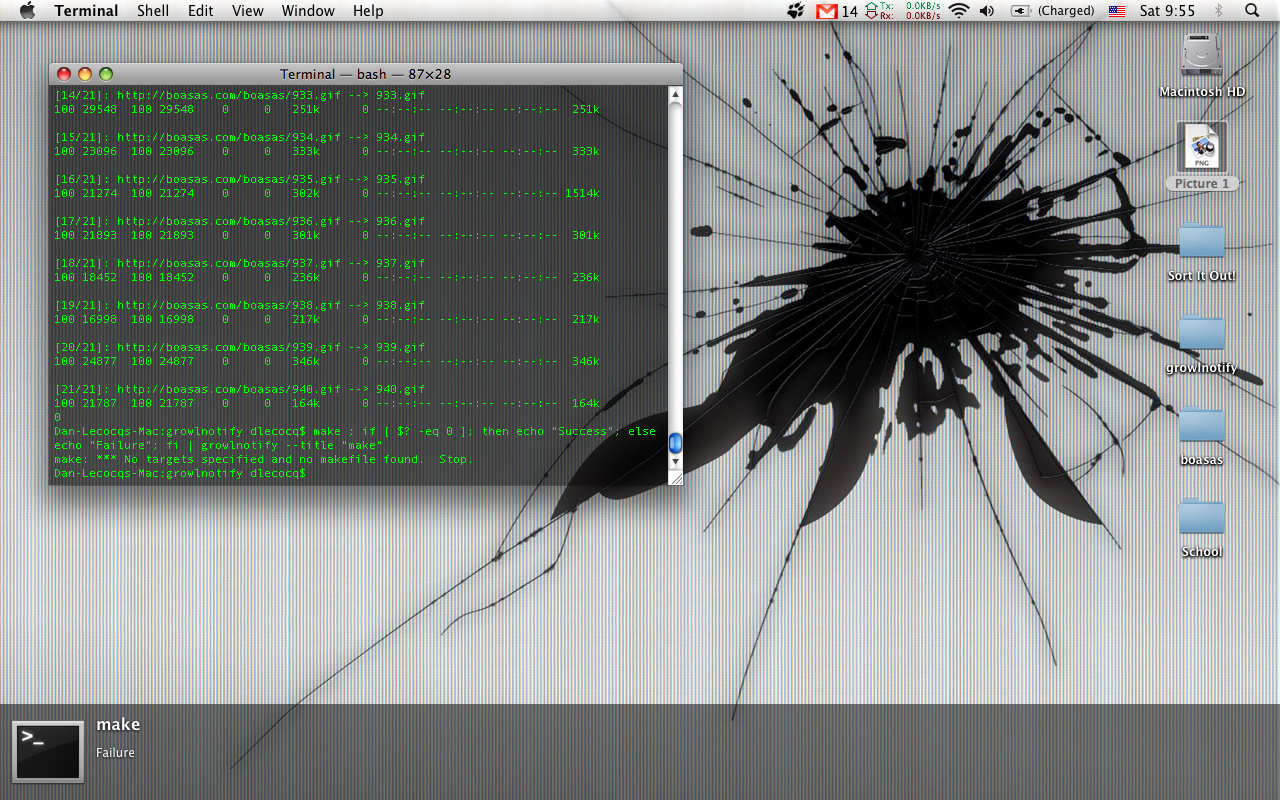 Terminal Shell Edit View Window Help 14 Tx: 0.0KB/s Rx: 0.0KB/s (Charged) Sat 9:55
Terminal — bash — 87×28
[14/21]: http://boasas.com/boasas/933.gif --> 933.gif
100 29548  100 29548    0     0   251k      0 --:--:-- --:--:-- --:--:--  251k
[15/21]: http://boasas.com/boasas/934.gif --> 934.gif
100 23096  100 23096    0     0   333k      0 --:--:-- --:--:-- --:--:--  333k
[16/21]: http://boasas.com/boasas/935.gif --> 935.gif
100 21274  100 21274    0     0   302k      0 --:--:-- --:--:-- --:--:-- 1514k
[17/21]: http://boasas.com/boasas/936.gif --> 936.gif
100 21893  100 21893    0     0   301k      0 --:--:-- --:--:-- --:--:--  301k
[18/21]: http://boasas.com/boasas/937.gif --> 937.gif
100 18452  100 18452    0     0   236k      0 --:--:-- --:--:-- --:--:--  236k
[19/21]: http://boasas.com/boasas/938.gif --> 938.gif
100 16998  100 16998    0     0   217k      0 --:--:-- --:--:-- --:--:--  217k
[20/21]: http://boasas.com/boasas/939.gif --> 939.gif
100 24877  100 24877    0     0   346k      0 --:--:-- --:--:-- --:--:--  346k
[21/21]: http://boasas.com/boasas/940.gif --> 940.gif
100 21787  100 21787    0     0   164k      0 --:--:-- --:--:-- --:--:--  164k
0
Dan-Lecocqs-Mac:growlnotify dlecocq$ make ; if [ $? -eq 0 ]; then echo "Success"; else
echo "Failure"; fi | growlnotify --title "make"
make: *** No targets specified and no makefile found.  Stop.
Dan-Lecocqs-Mac:growlnotify dlecocq$
Macintosh HD
PNG
Picture 1
Sort It Out!
growlnotify
boasas
School
>_
make
Failure